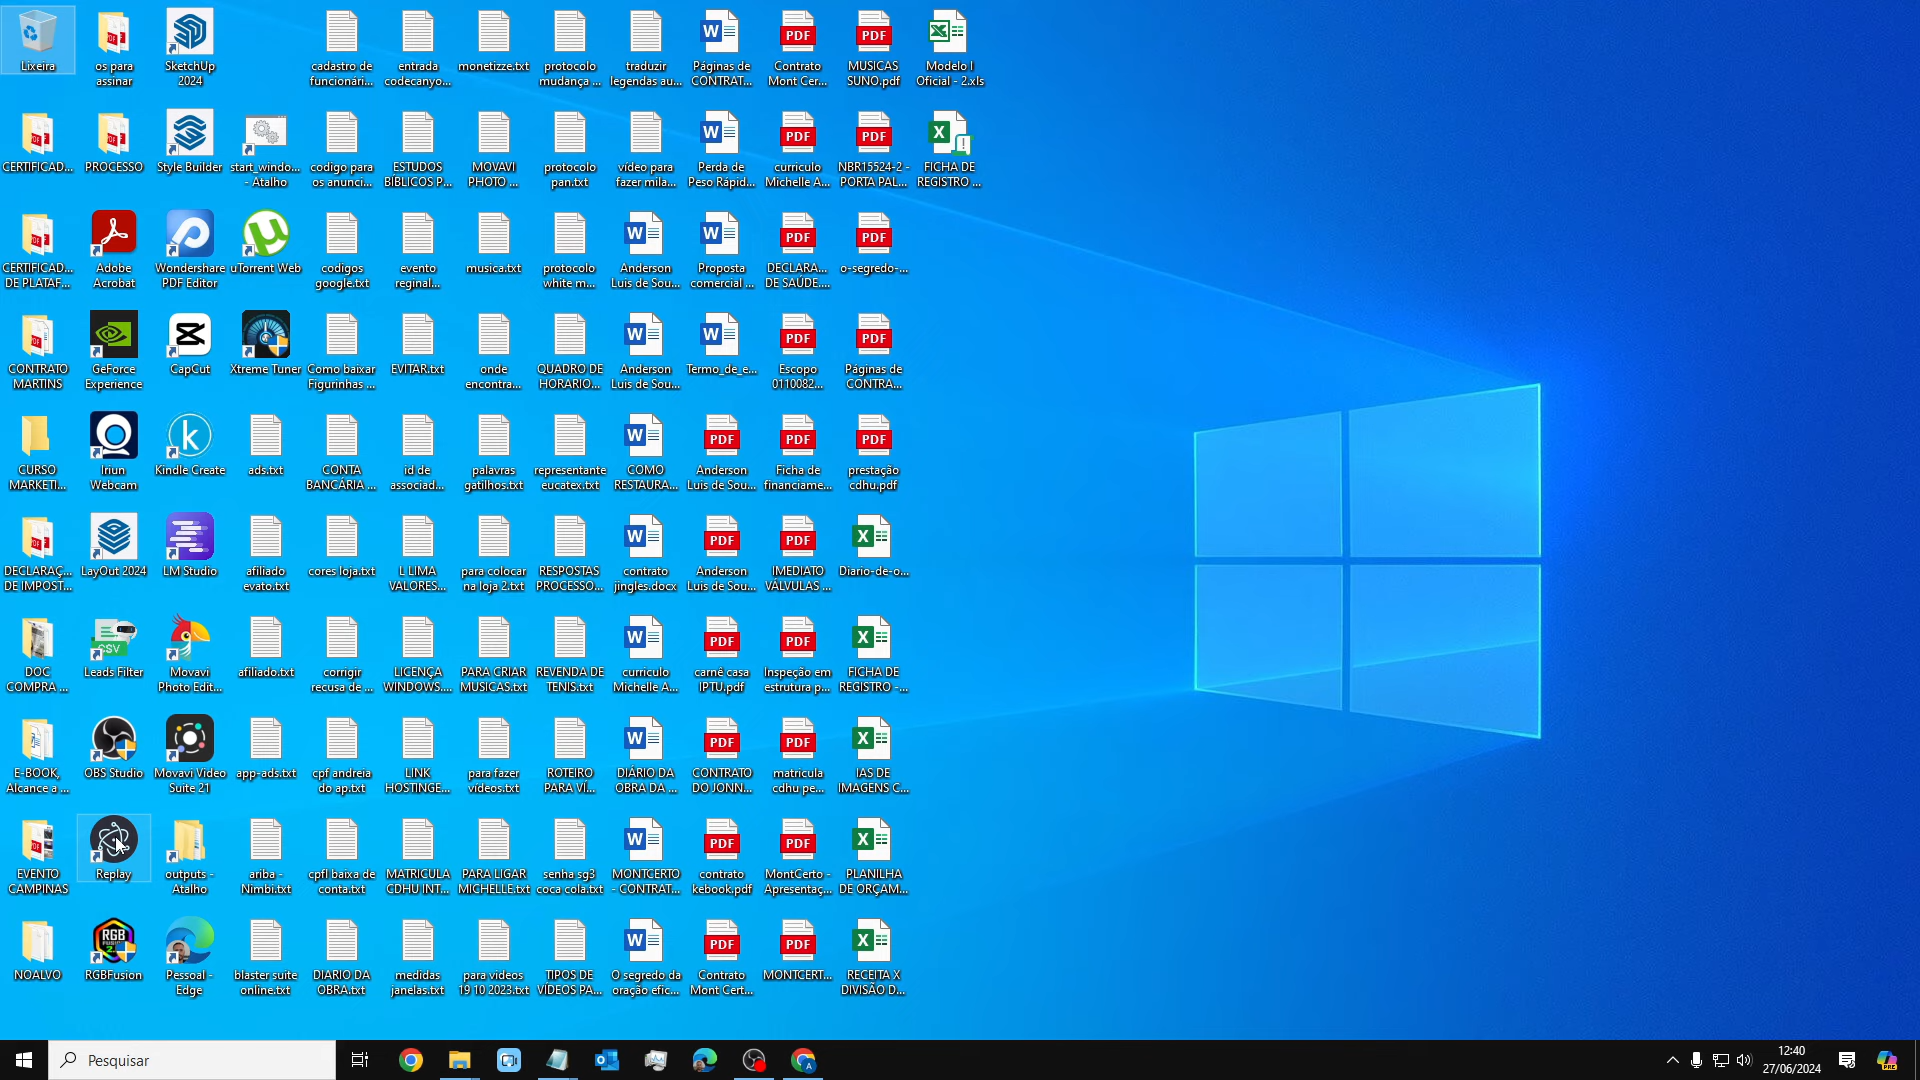 Lixeira
os para
assinar
SketchUp
2024
cadastro de
funcionári...
entrada
codecanyo...
monetizze.txt
protocolo
mudança ...
traduzir
legendas au...
Páginas de
CONTRAT...
Contrato
Mont Cer...
MUSICAS
SUNO.pdf
Modelo I
Oficial - 2.xls
CERTIFICAD...
PROCESSO
Style Builder
start_windo...
- Atalho
codigo para
os anunci...
ESTUDOS
BÍBLICOS P...
MOVAVI
PHOTO ...
protocolo
pan.txt
vídeo para
fazer mila...
Perda de
Peso Rápid...
curriculo
Michelle A...
NBR15524-2 -
PORTA PAL...
FICHA DE
REGISTRO ...
CERTIFICAD...
DE PLATAF...
Adobe
Acrobat
Wondershare
PDF Editor
uTorrent Web
codigos
google.txt
evento
reginal...
musica.txt
protocolo
white m...
Anderson
Luis de Sou...
Proposta
comercial ...
DECLARA...
DE SAÚDE....
o-segredo-...
CONTRATO
MARTINS
GeForce
Experience
CapCut
Xtreme Tuner
Como baixar
Figurinhas ...
EVITAR.txt
onde
encontra...
QUADRO DE
HORARIO...
Anderson
Luis de Sou...
Termo_de_e...
Escopo
0110082...
Páginas de
CONTRA...
CURSO
MARKETI...
Iriun
Webcam
Kindle Create
ads.txt
CONTA
BANCÁRIA ...
id de
associad...
palavras
gatilhos.txt
representante
eucatex.txt
COMO
RESTAURA...
Anderson
Luis de Sou...
Ficha de
financiame...
prestação
cdhu.pdf
DECLARAÇ...
DE IMPOST...
LayOut 2024
LM Studio
afiliado
evato.txt
cores loja.txt
L LIMA
VALORES...
para colocar
na loja 2.txt
RESPOSTAS
PROCESSO...
contrato
jingles.docx
Anderson
Luis de Sou...
IMEDIATO
VÁLVULAS ...
Diario-de-o...
DOC
COMPRA ...
Leads Filter
Movavi
Photo Edit...
afiliado.txt
corrigir
recusa de ...
LICENÇA
WINDOWS....
PARA CRIAR
MUSICAS.txt
REVENDA DE
TENIS.txt
curriculo
Michelle A...
carnê casa
IPTU.pdf
Inspeção em
estrutura p...
FICHA DE
REGISTRO -...
E-BOOK,
Alcance a ...
OBS Studio
Movavi Video
Suite 21
app-ads.txt
cpf andreia
do ap.txt
LINK
HOSTINGE...
para fazer
vídeos.txt
ROTEIRO
PARA VÍ...
DIÁRIO DA
OBRA DA ...
CONTRATO
DO JONN...
matricula
cdhu pe...
IAS DE
IMAGENS C...
EVENTO
CAMPINAS
Replay
outputs -
Atalho
ariba -
Nimbi.txt
cpfl baixa de
conta.txt
MATRICULA
CDHU INT...
PARA LIGAR
MICHELLE.txt
senha sg3
coca cola.txt
MONTCERTO
- CONTRAT...
contrato
kebook.pdf
MontCerto -
Apresentaç...
PLANILHA
DE ORÇAM...
NOALVO
RGBFusion
Pessoal -
Edge
blaster suite
online.txt
DIARIO DA
OBRA.txt
medidas
janelas.txt
para videos
19 10 2023.txt
TIPOS DE
VÍDEOS PA...
O segredo da
oração efic...
Contrato
Mont Cert...
MONTCERT...
RECEITA X
DIVISÃO D...
Pesquisar
12:40
27/06/2024